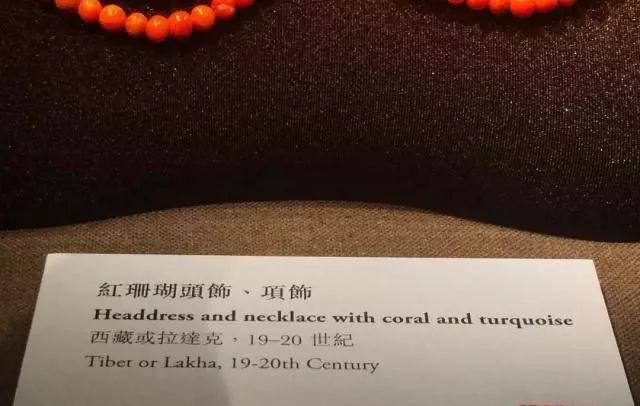 紅珊瑚頭飾、項飾
Headdress and necklace with coral and turquoise
西藏或拉達克，19–20 世紀
Tibet or Lakha, 19-20th Century